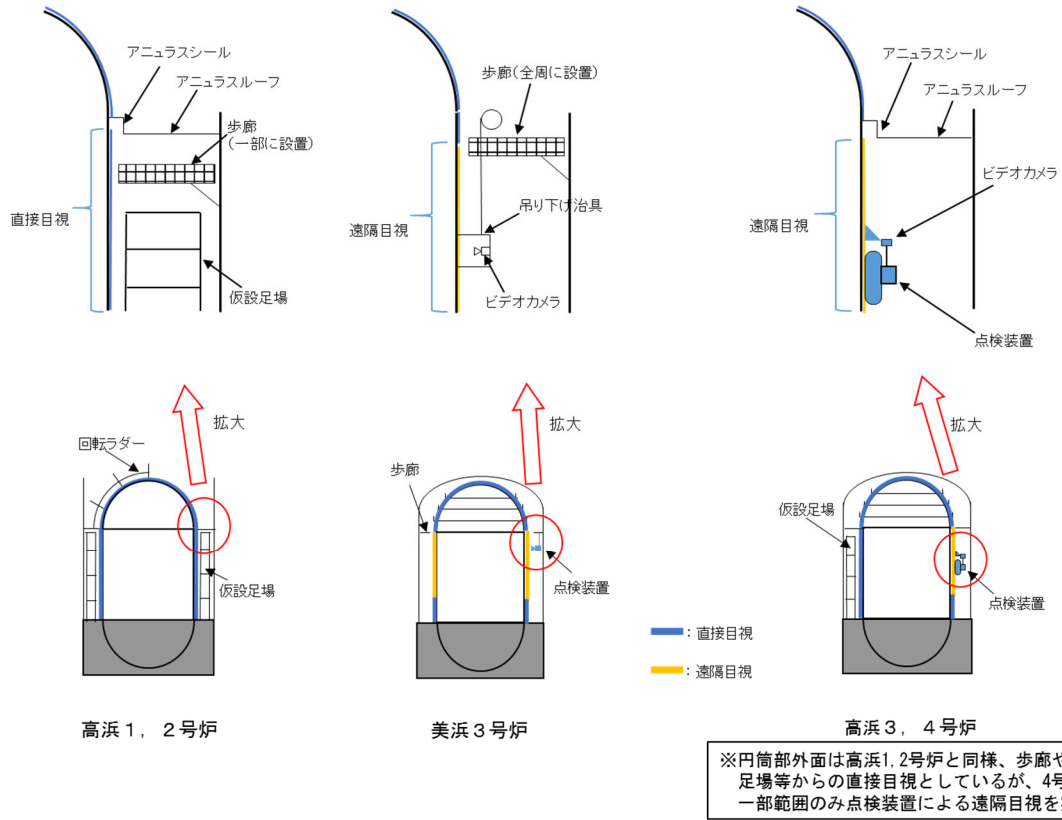 アニュラスシール
アニュラスルーフ
歩廊
(一部に設置)
直接目視
仮設足場
歩廊(全周に設置)
遠隔目視
吊り下げ治具
ビデオカメラ
アニュラスシール
アニュラスルーフ
ビデオカメラ
遠隔目視
点検装置
拡大
回転ラダー
仮設足場
高浜1,2号炉
拡大
歩廊
点検装置
美浜3号炉
:直接目視
:遠隔目視
拡大
仮設足場
点検装置
高浜3,4号炉
※円筒部外面は高浜1,2号炉と同様、歩廊や
足場等からの直接目視としているが、4号
一部範囲のみ点検装置による遠隔目視を